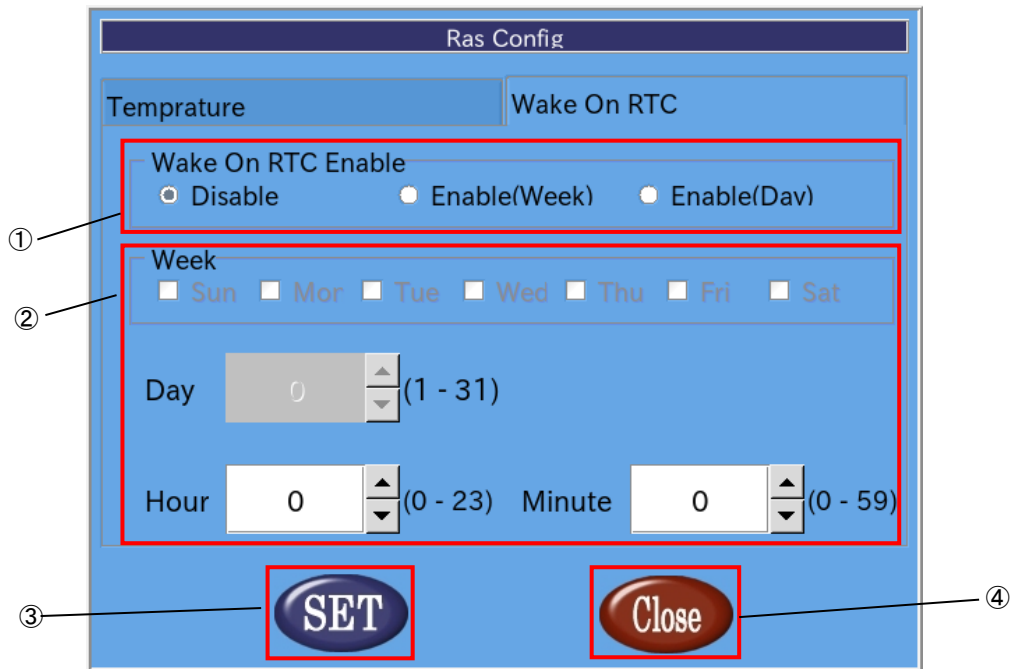 Ras Config
Temprature Wake On RTC
Wake On RTC Enable
Disable Enable(Week) Enable(Day)
①
Week
Sun Mon Tue Wed Thu Fri Sat
②
Day 0 (1 - 31)
Hour 0 (0 - 23) Minute 0 (0 - 59)
③ SET Close ④